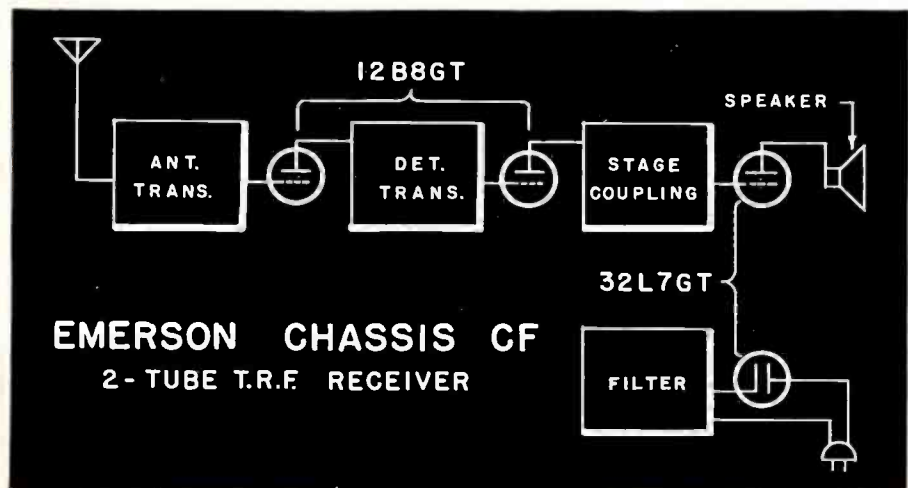 12B8GT
SPEAKER
ANT.
TRANS.
DET.
TRANS.
STAGE
COUPLING
32L7GT
EMERSON CHASSIS CF
2-TUBE T.R.F. RECEIVER
FILTER